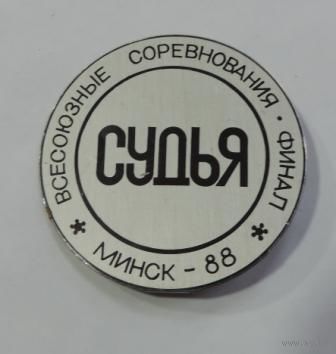 ВСЕСОЮЗНЫЕ СОРЕВНОВАНИЯ · ФИНАЛ
СУДЬЯ
* МИНСК - 88 *